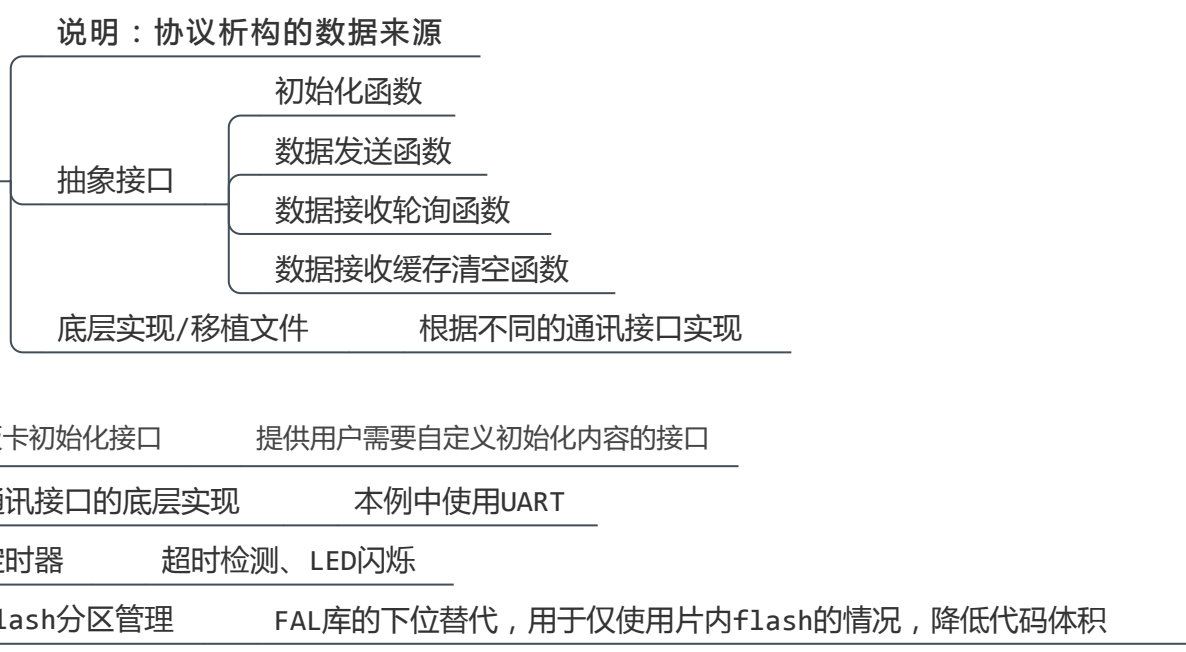 说明：协议析构的数据来源
初始化函数
数据发送函数
抽象接口
数据接收轮询函数
数据接收缓存清空函数
底层实现/移植文件 根据不同的通讯接口实现
卡初始化接口 提供用户需要自定义初始化内容的接口
讯接口的底层实现 本例中使用UART
时器 超时检测、LED闪烁
lash分区管理 FAL库的下位替代，用于仅使用片内flash的情况，降低代码体积